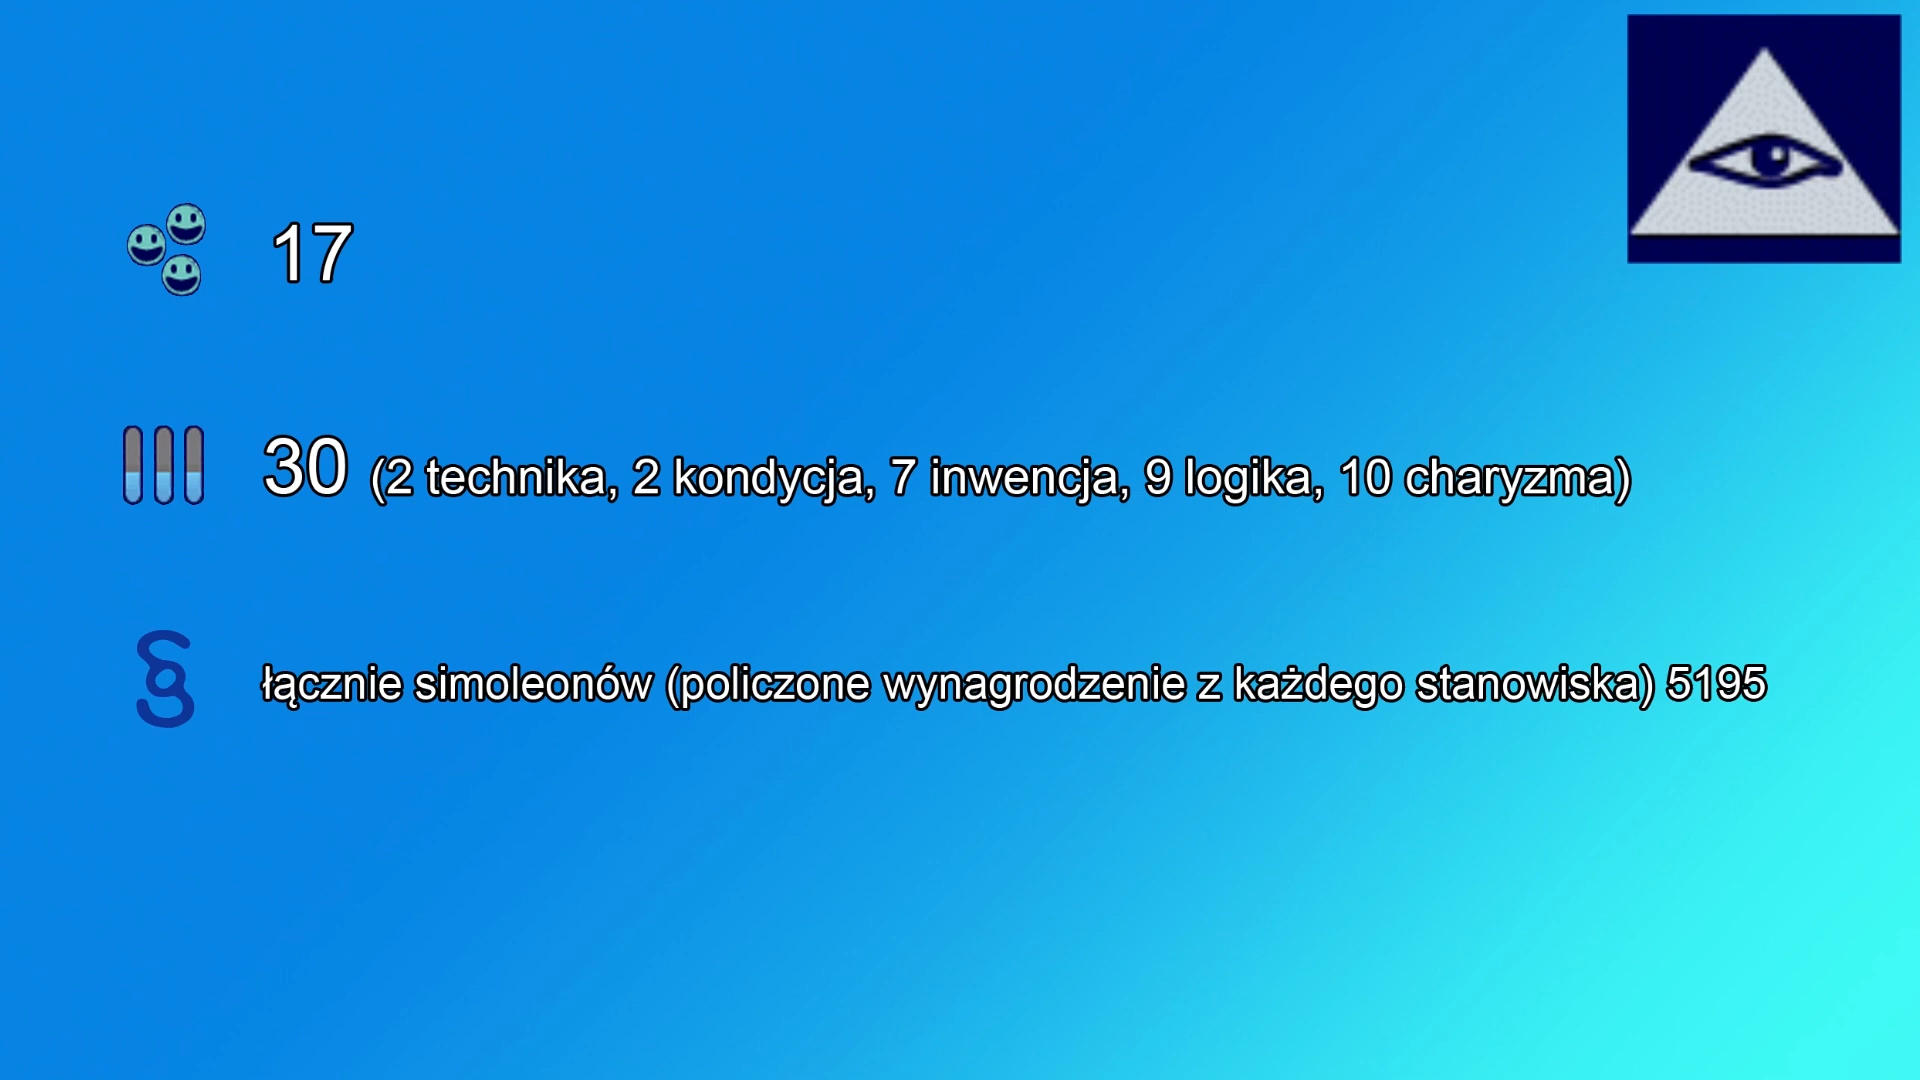 17
30 (2 technika, 2 kondycja, 7 inwencja, 9 logika, 10 charyzma)
§ łącznie simoleonów (policzone wynagrodzenie z każdego stanowiska) 5195